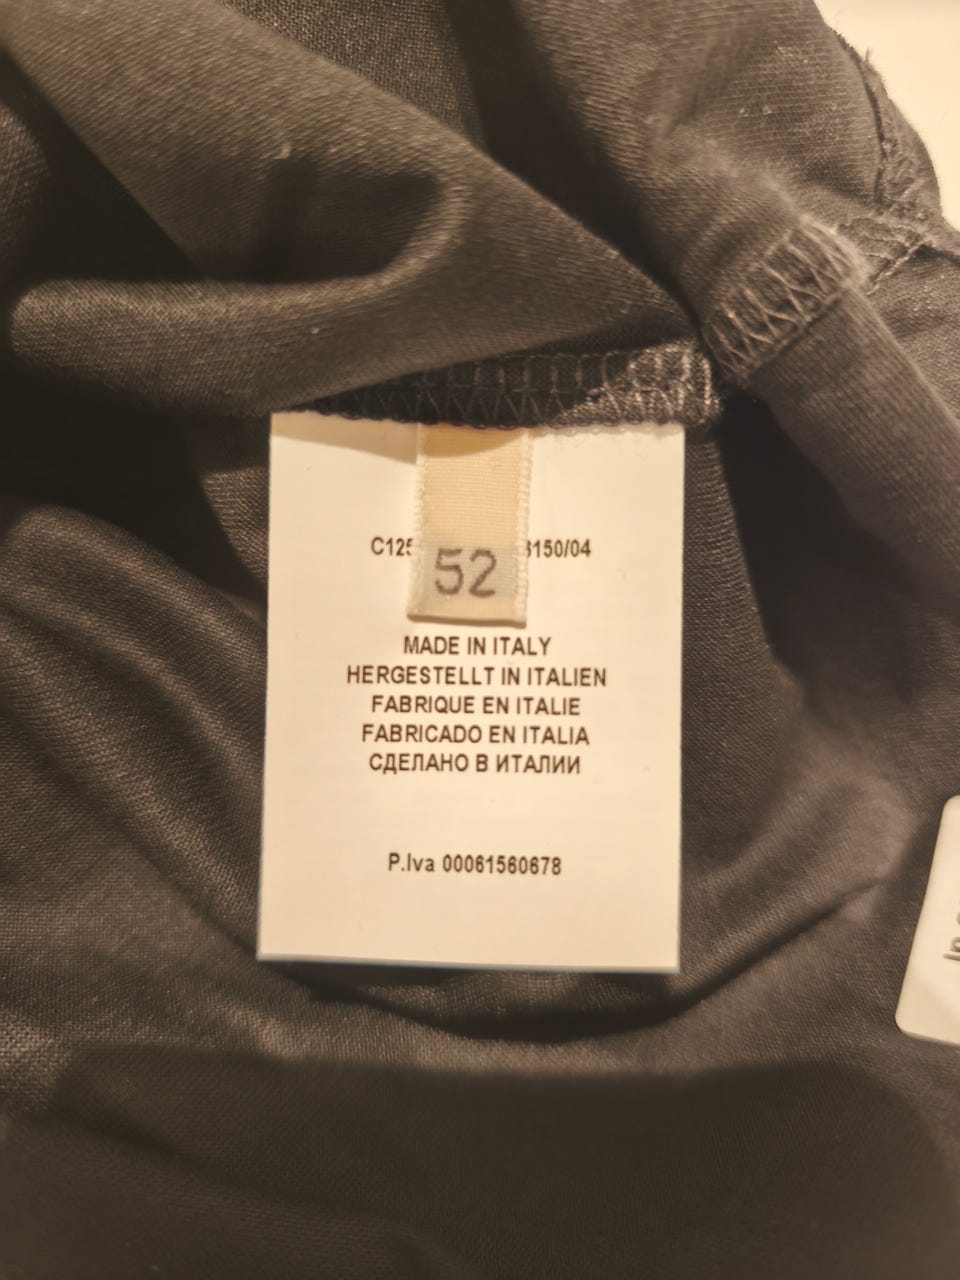 C125 6150/04
52
MADE IN ITALY
HERGESTELLT IN ITALIEN
FABRIQUE EN ITALIE
FABRICADO EN ITALIA
СДЕЛАНО В ИТАЛИИ
P.Iva 00061560678